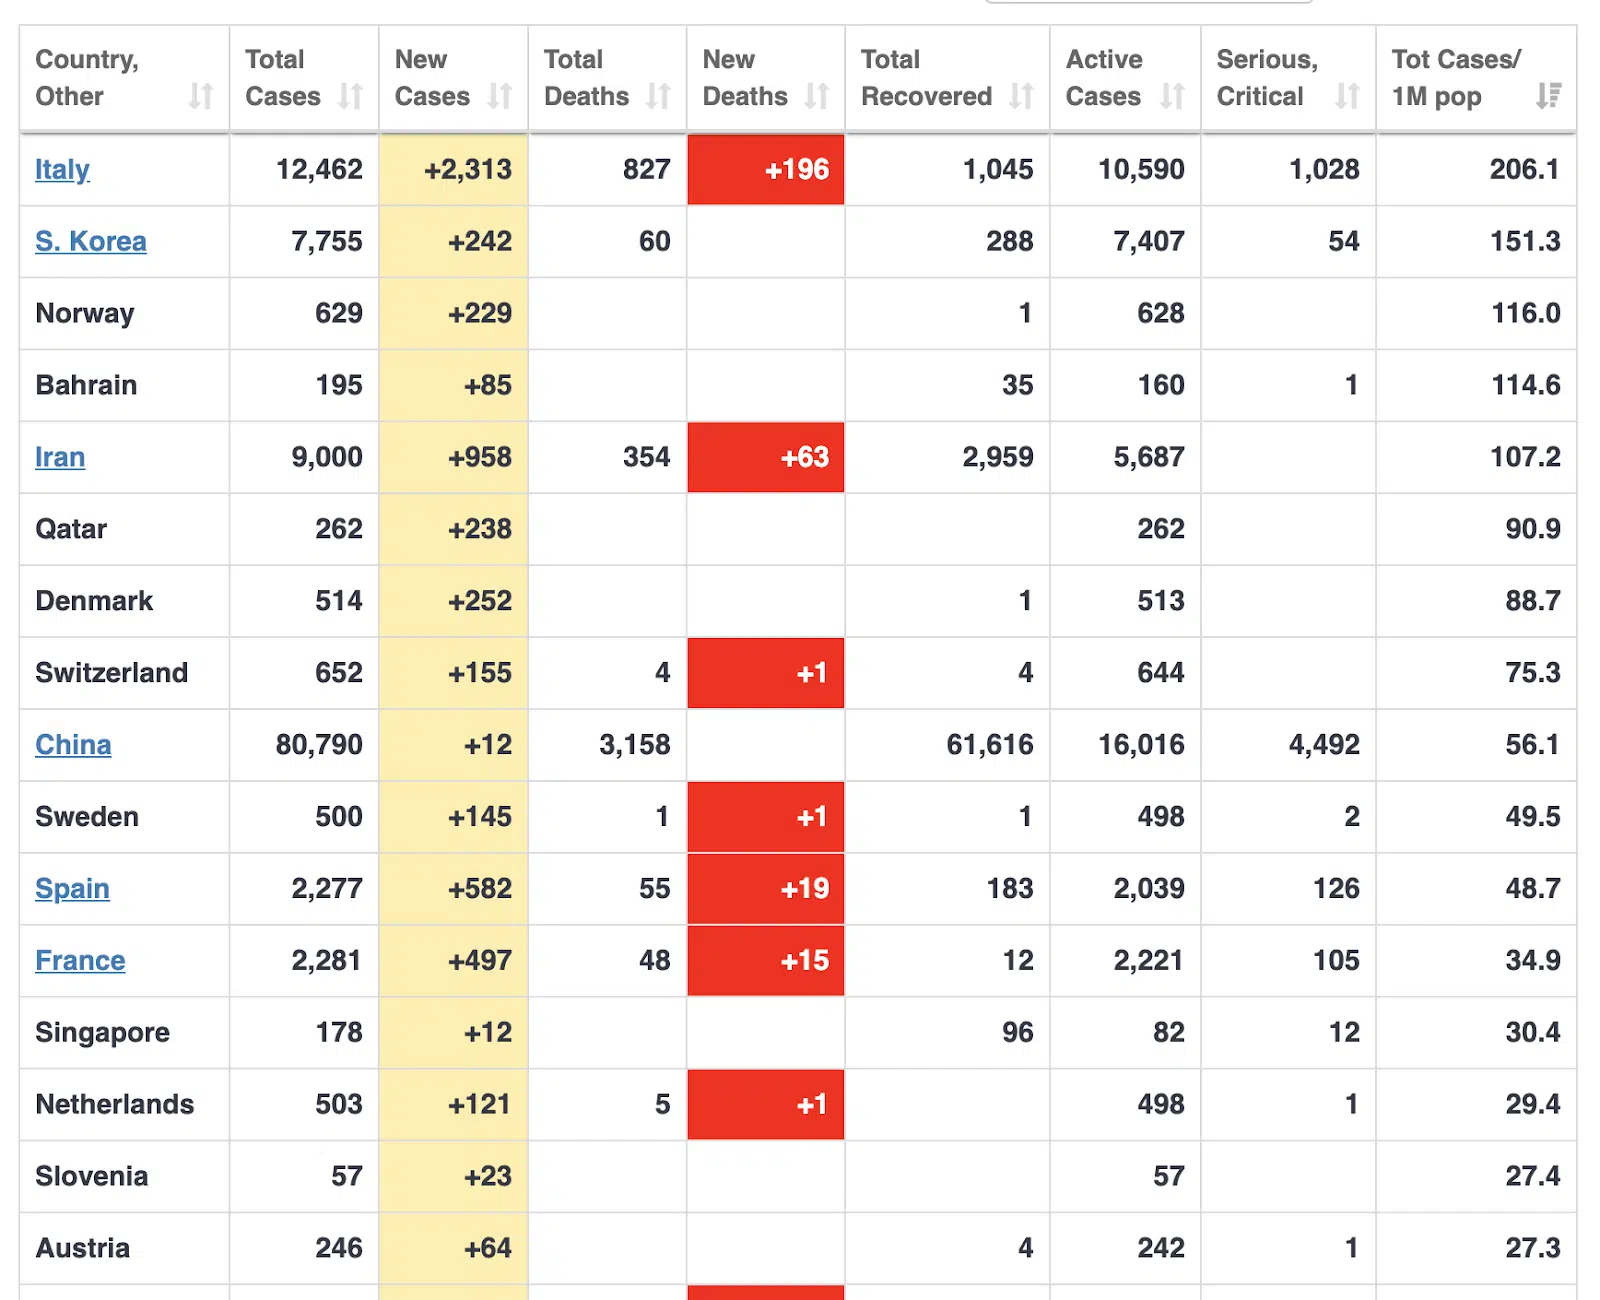 Country, Other Total Cases New Cases Total Deaths New Deaths Total Recovered Active Cases Serious, Critical Tot Cases/ 1M pop
Italy 12,462 +2,313 827 +196 1,045 10,590 1,028 206.1
S. Korea 7,755 +242 60 288 7,407 54 151.3
Norway 629 +229 1 628 116.0
Bahrain 195 +85 35 160 1 114.6
Iran 9,000 +958 354 +63 2,959 5,687 107.2
Qatar 262 +238 262 90.9
Denmark 514 +252 1 513 88.7
Switzerland 652 +155 4 +1 4 644 75.3
China 80,790 +12 3,158 61,616 16,016 4,492 56.1
Sweden 500 +145 1 +1 1 498 2 49.5
Spain 2,277 +582 55 +19 183 2,039 126 48.7
France 2,281 +497 48 +15 12 2,221 105 34.9
Singapore 178 +12 96 82 12 30.4
Netherlands 503 +121 5 +1 498 1 29.4
Slovenia 57 +23 57 27.4
Austria 246 +64 4 242 1 27.3